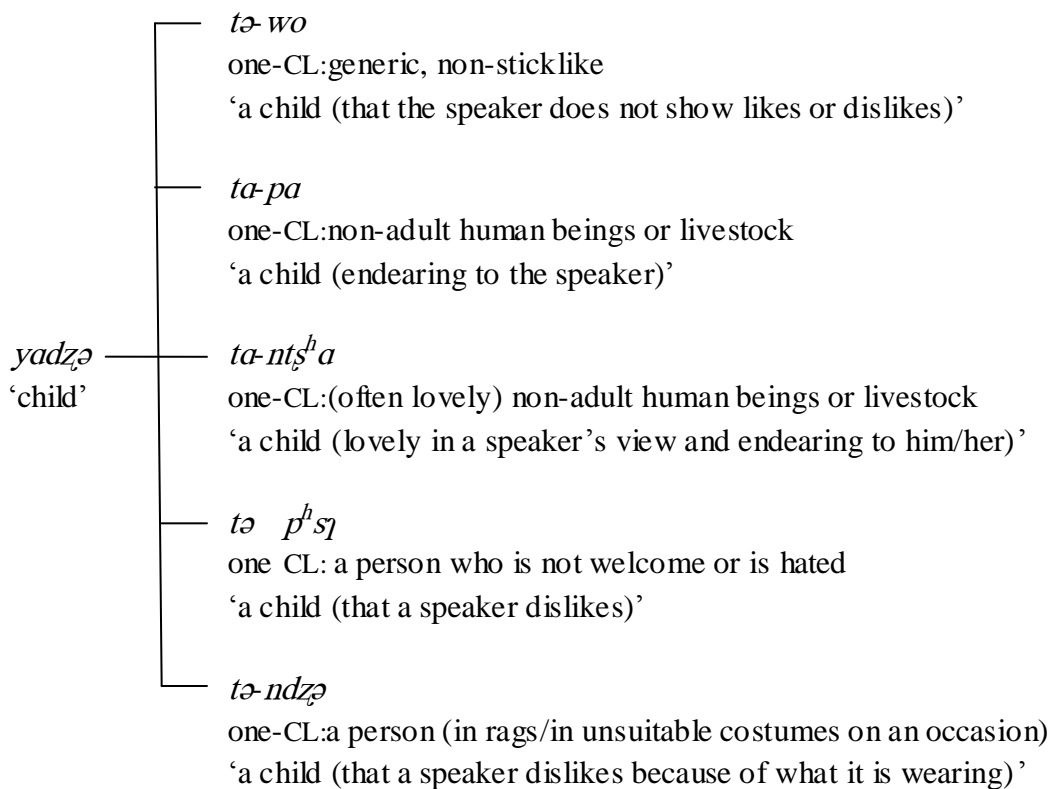 tə-wo
one-CL:generic, non-sticklike
‘a child (that the speaker does not show likes or dislikes)’
tɑ-pɑ
one-CL:non-adult human beings or livestock
‘a child (endearing to the speaker)’
yadʐə
‘child’
tɑ-ntʂʰa
one-CL:(often lovely) non-adult human beings or livestock
‘a child (lovely in a speaker’s view and endearing to him/her)’
tə pʰsɿ
one CL: a person who is not welcome or is hated
‘a child (that a speaker dislikes)’
tə-ndʐə
one-CL:a person (in rags/in unsuitable costumes on an occasion)
‘a child (that a speaker dislikes because of what it is wearing)’